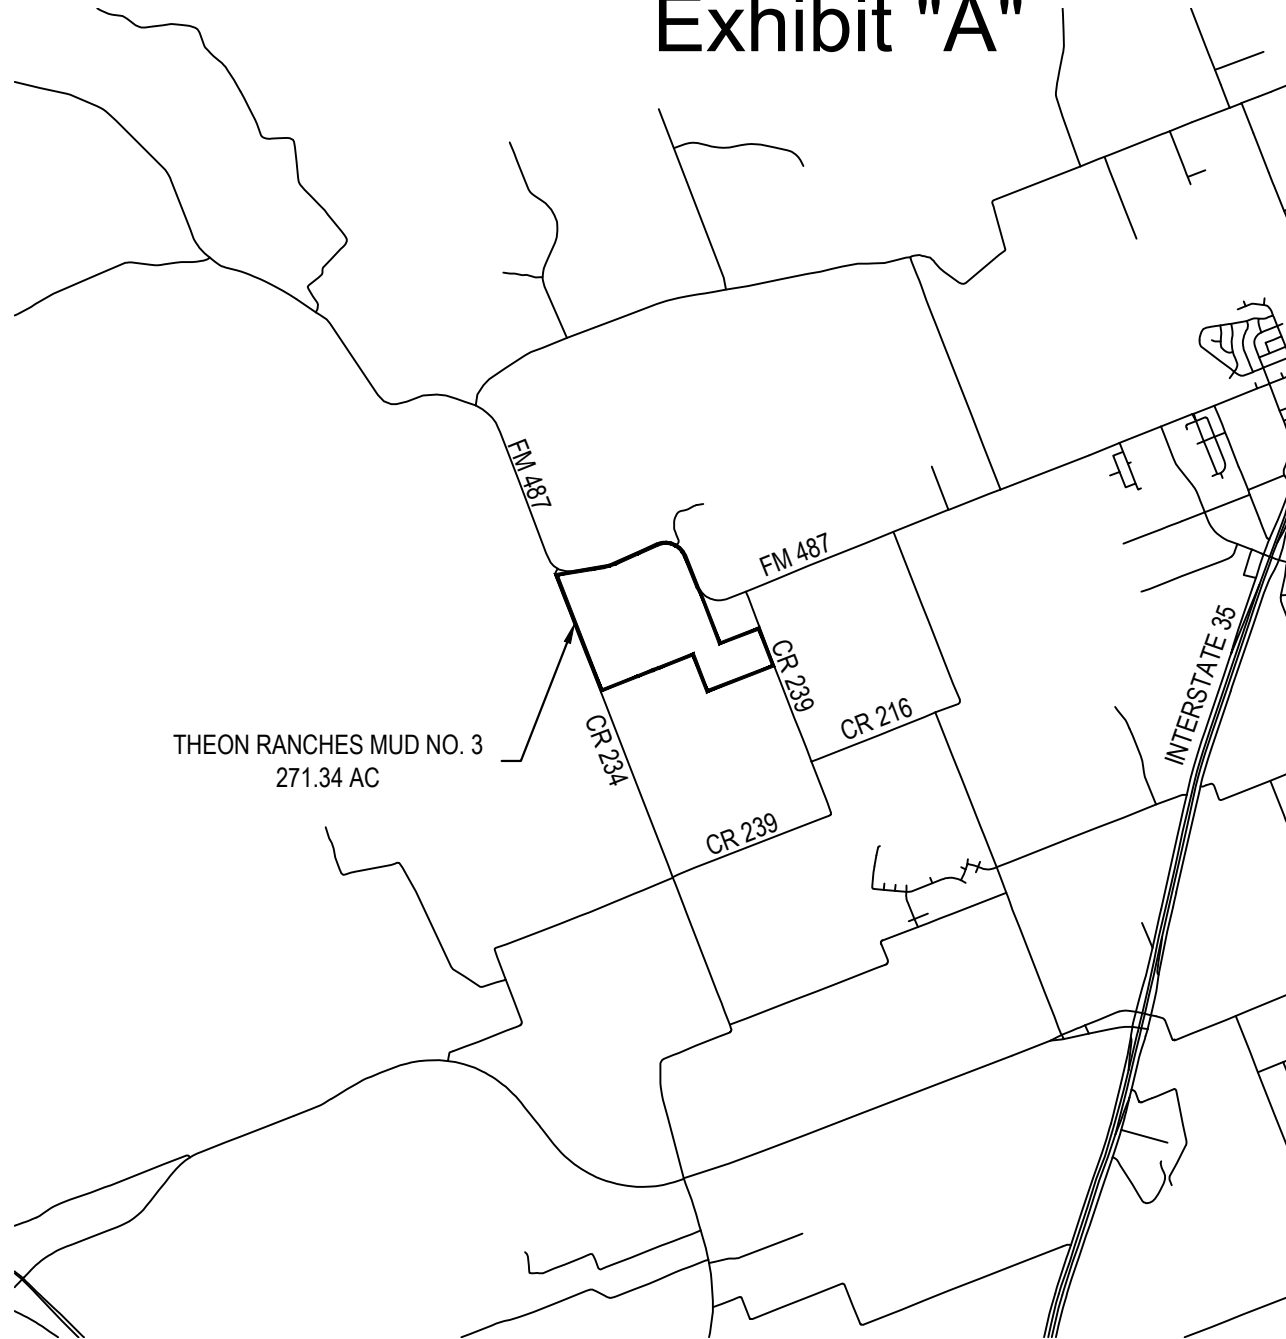 Exhibit "A"
FM 487
FM 487
INTERSTATE 35
CR 239
CR 216
THEON RANCHES MUD NO. 3
271.34 AC
CR 234
CR 239